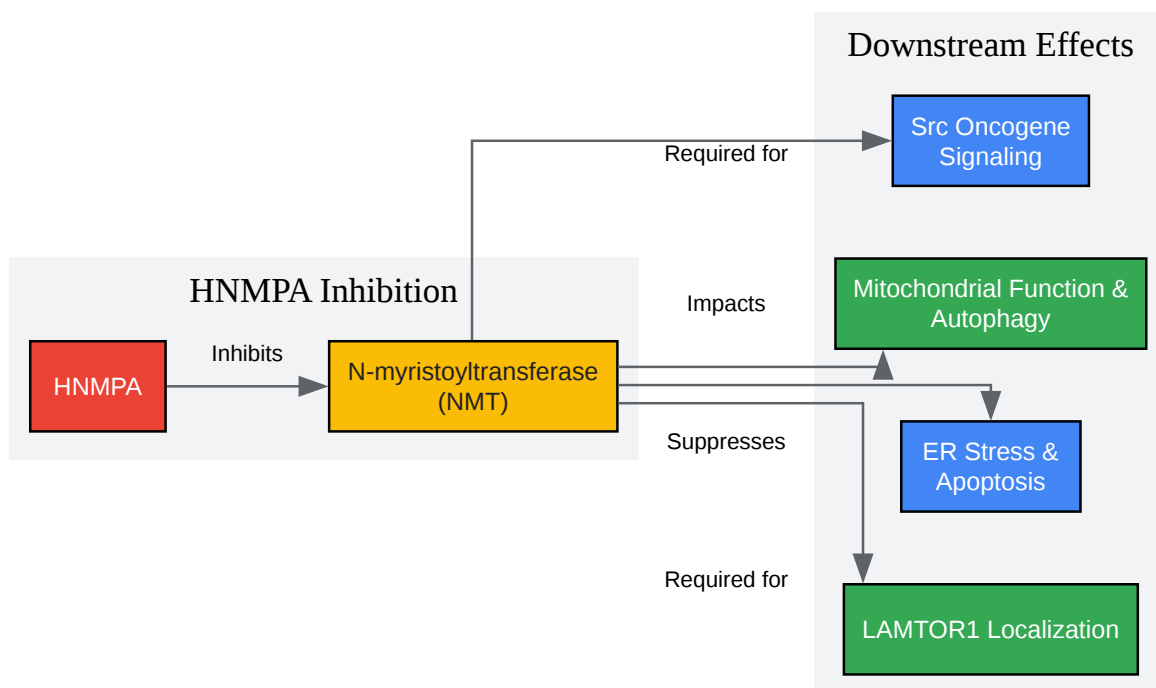 Downstream Effects
Src Oncogene
Signaling
Required for
HNMPA Inhibition
Mitochondrial Function &
Autophagy
Impacts
Inhibits
HNMPA
N-myristoyltransferase
(NMT)
Suppresses
ER Stress &
Apoptosis
Required for
LAMTOR1 Localization